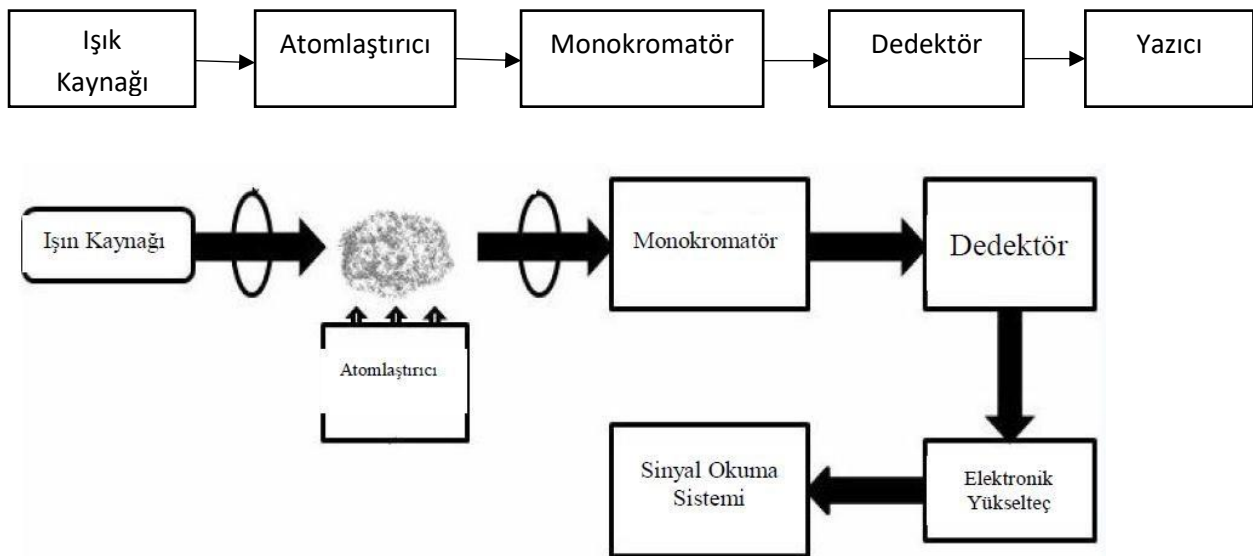 Işık
Kaynağı
Atomlaştırıcı
Monokromatör
Dedektör
Yazıcı
Işın Kaynağı
Monokromatör
Dedektör
Atomlaştırıcı
Sinyal Okuma
Sistemi
Elektronik
Yükselteç